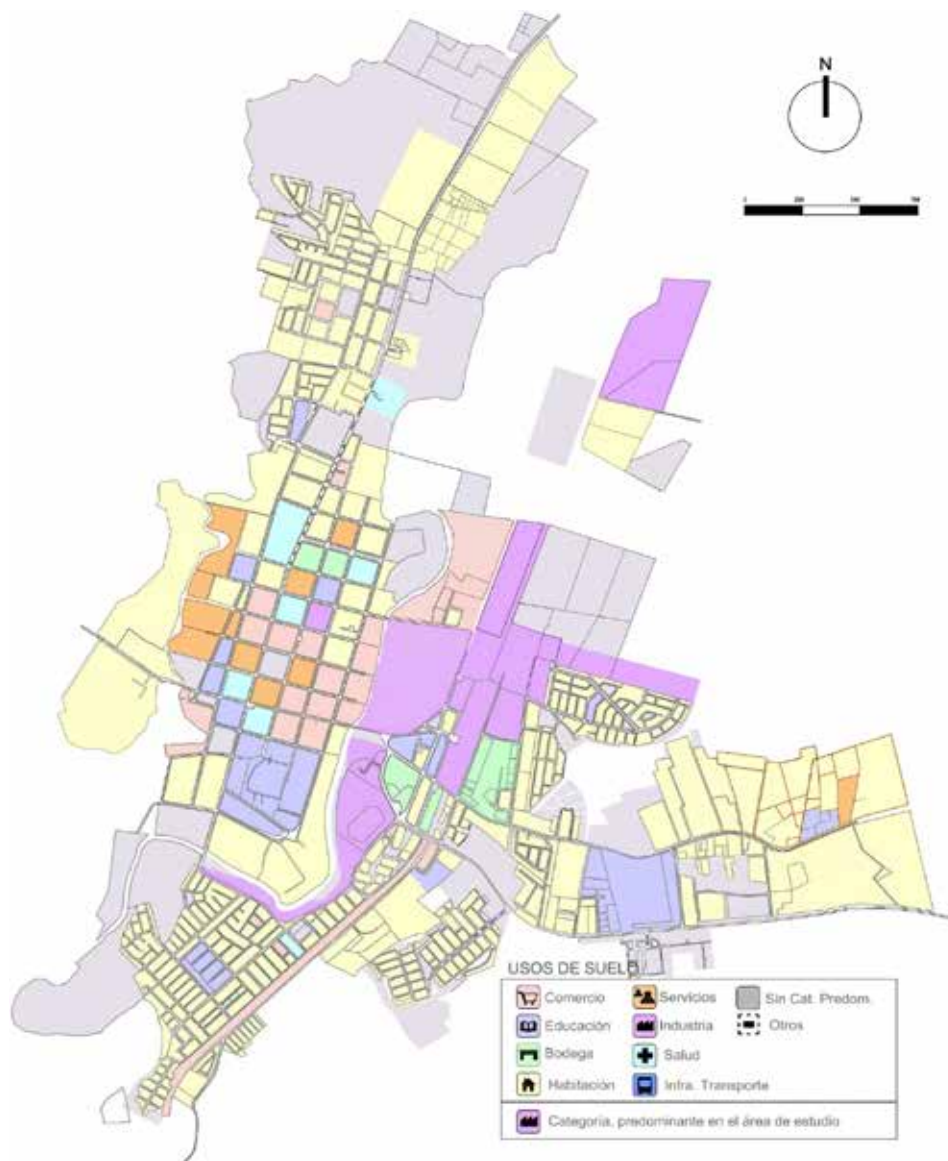 N
USOS DE SUELO
Comercio
Servicios
Sin Cat. Predom.
Educación
Industria
Otros
Bodega
Salud
Habitación
Infra. Transporte
Categoría, predominante en el área de estudio